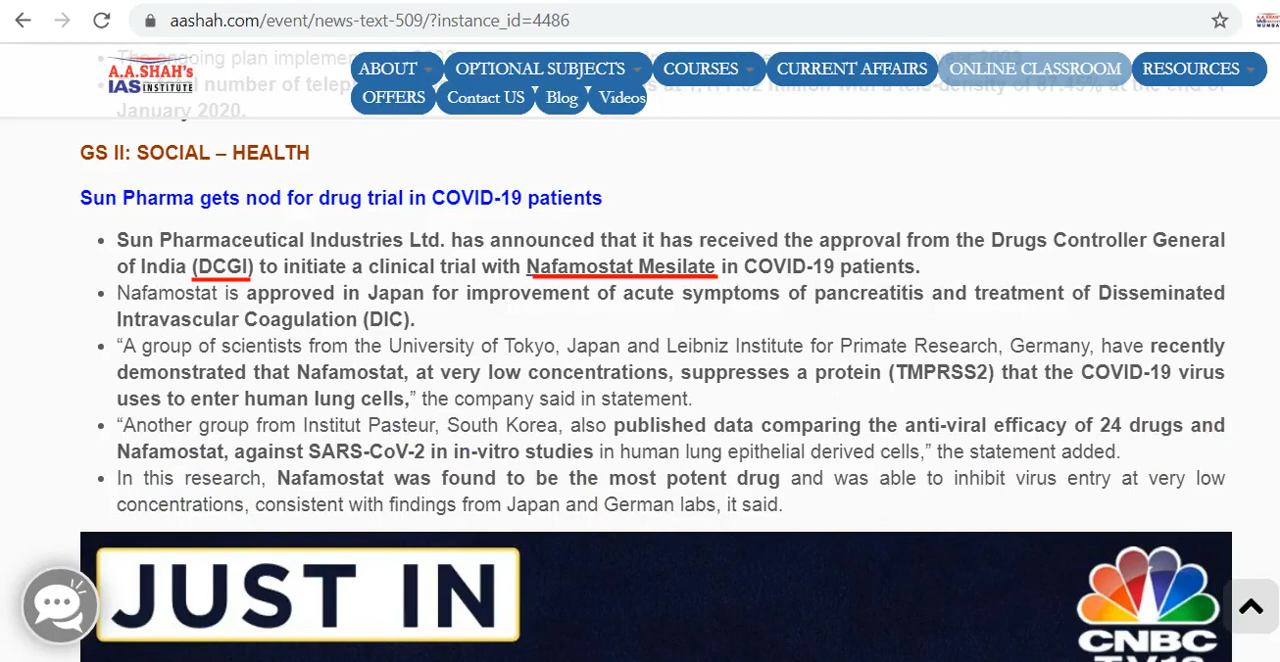 aashah.com/event/news-text-509/?instance_id=4486
A.A.SHAH's
IAS INSTITUTE
ABOUT
OPTIONAL SUBJECTS
COURSES
CURRENT AFFAIRS
ONLINE CLASSROOM
RESOURCES
OFFERS
Contact US
Blog
Videos
The ongoing plan
number of
at the end of
January 2020.
GS II: SOCIAL – HEALTH
Sun Pharma gets nod for drug trial in COVID-19 patients
• Sun Pharmaceutical Industries Ltd. has announced that it has received the approval from the Drugs Controller General
of India (DCGI) to initiate a clinical trial with Nafamostat Mesilate in COVID-19 patients.
• Nafamostat is approved in Japan for improvement of acute symptoms of pancreatitis and treatment of Disseminated
Intravascular Coagulation (DIC).
• “A group of scientists from the University of Tokyo, Japan and Leibniz Institute for Primate Research, Germany, have recently
demonstrated that Nafamostat, at very low concentrations, suppresses a protein (TMPRSS2) that the COVID-19 virus
uses to enter human lung cells,” the company said in statement.
• “Another group from Institut Pasteur, South Korea, also published data comparing the anti-viral efficacy of 24 drugs and
Nafamostat, against SARS-CoV-2 in in-vitro studies in human lung epithelial derived cells,” the statement added.
• In this research, Nafamostat was found to be the most potent drug and was able to inhibit virus entry at very low
concentrations, consistent with findings from Japan and German labs, it said.
JUST IN
CNBC